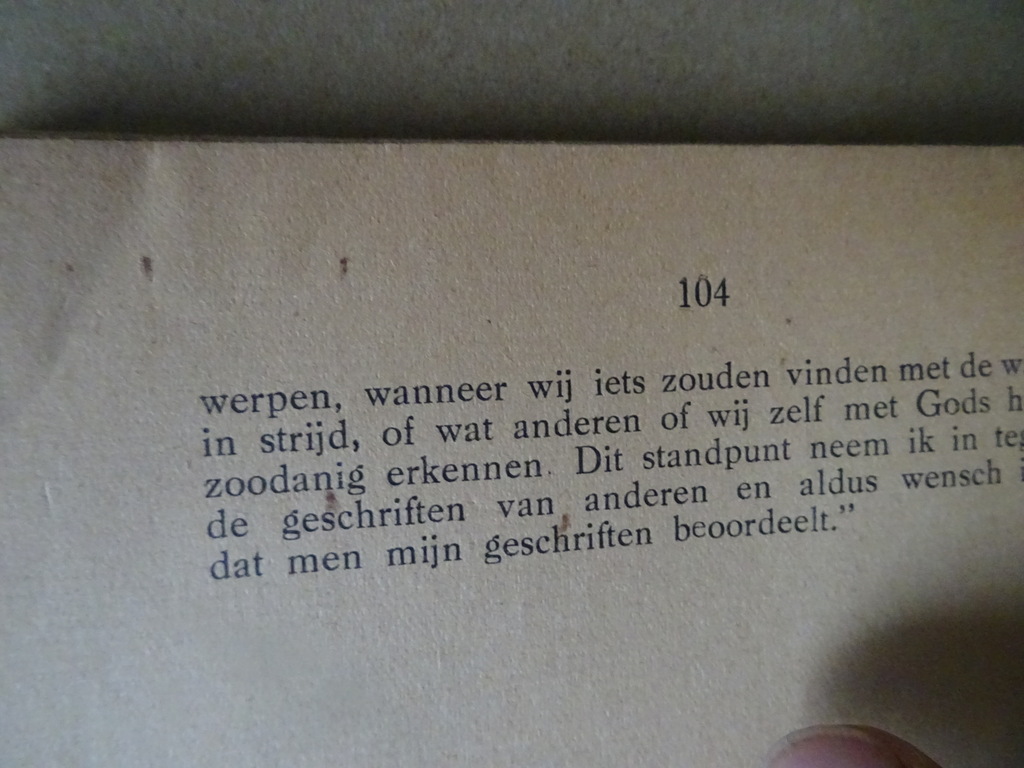 104
werpen, wanneer wij iets zouden vinden met de
in strijd, of wat anderen of wij zelf met Gods
zoodanig erkennen. Dit standpunt neem ik in
de geschriften van anderen en aldus wensch
dat men mijn geschriften beoordeelt.”